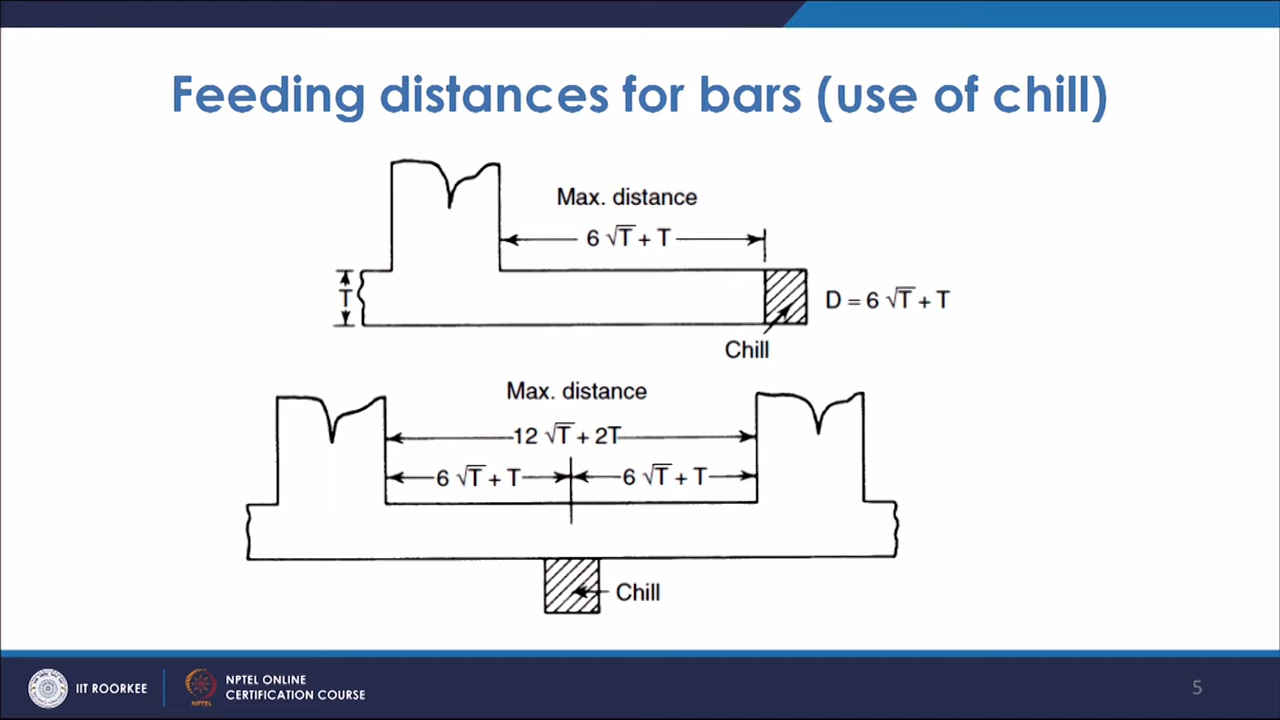 Feeding distances for bars (use of chill)
Max. distance
6 √T + T
T
D = 6 √T + T
Chill
Max. distance
12 √T + 2T
6 √T + T
6 √T + T
Chill
IIT ROORKEE
NPTEL
NPTEL ONLINE
CERTIFICATION COURSE
5